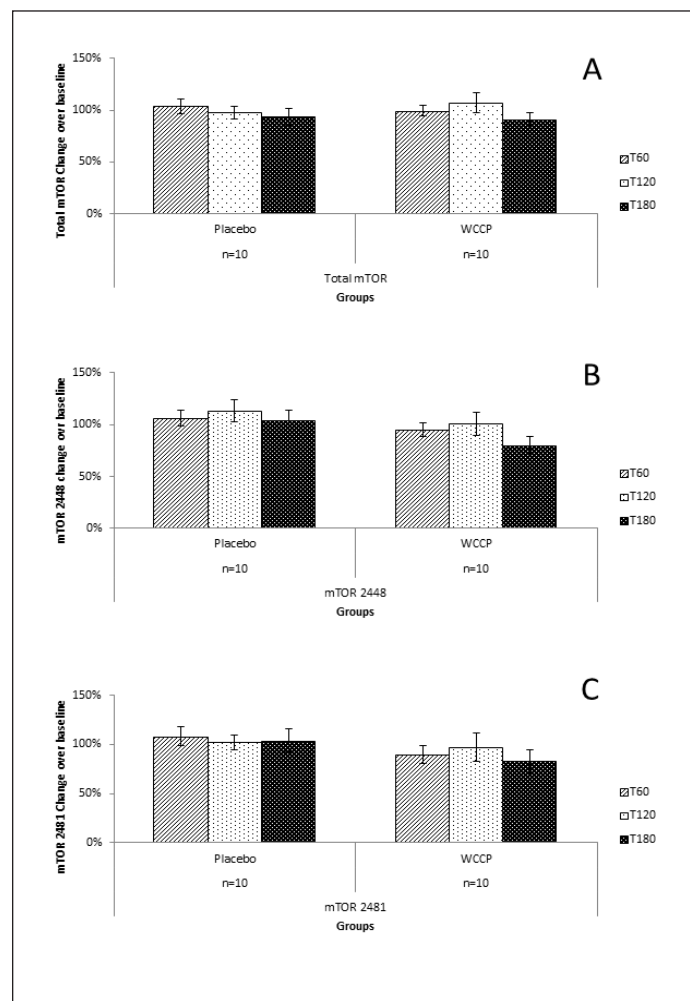 A
150%
100%
50%
0%
Total mTOR Change over baseline
T60
T120
T180
Placebo
WCCP
n=10
n=10
Total mTOR
Groups
B
150%
100%
50%
0%
mTOR 2448 change ovr baseline
T60
T120
T180
Placebo
WCCP
n=10
n=10
mTOR 2448
Groups
C
150%
100%
50%
0%
mTOR 2481 Change over baseline
T60
T120
T180
Placebo
WCCP
n=10
n=10
mTOR 2481
Groups